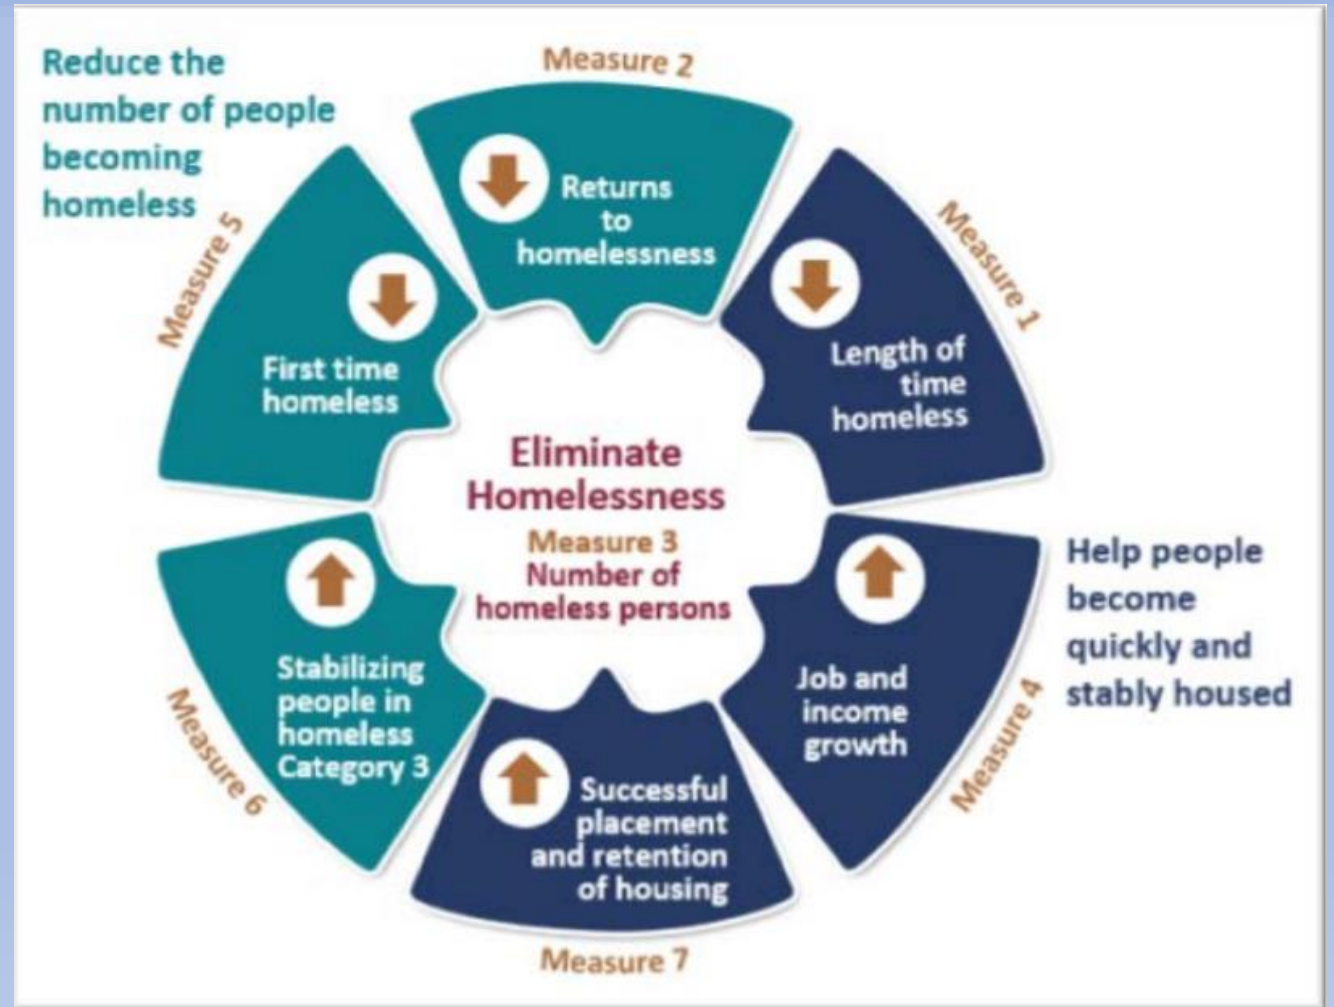 Reduce the
number of people
becoming
homeless
Measure 2
Returns
to
homelessness
Measure 1
Length of
time
homeless
Measure 5
First time
homeless
Eliminate
Homelessness
Measure 3
Number of
homeless persons
Help people
become
quickly and
stably housed
Measure 4
Job and
income
growth
Measure 6
Stabilizing
people in
homeless
Category 3
Successful
placement
and retention
of housing
Measure 7